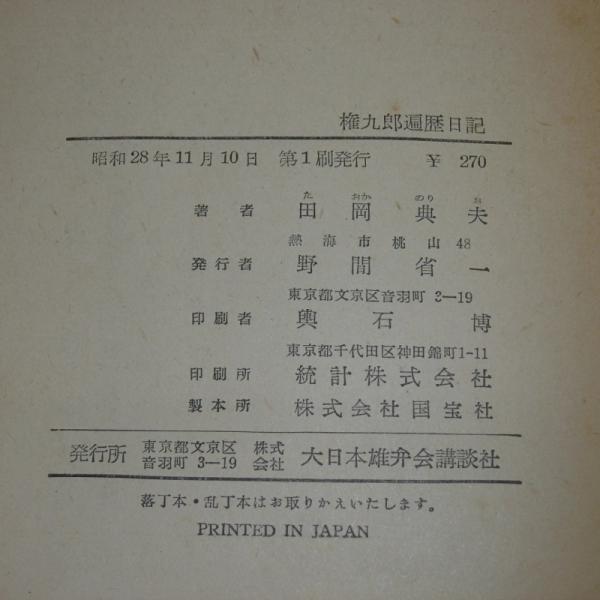 権九郎遍歴日記
昭和28年11月10日 第1刷発行 ¥ 270
た おか のり お
著者 田岡典夫
熱海市桃山48
発行者 野間省一
東京都文京区音羽町 3—19
印刷者 輿石博
東京都千代田区神田錦町1-11
印刷所 統計株式会社
製本所 株式会社国宝社
発行所 東京都文京区音羽町 3—19 株式会社 大日本雄弁会講談社
落丁本・乱丁本はお取りかえいたします。
PRINTED IN JAPAN